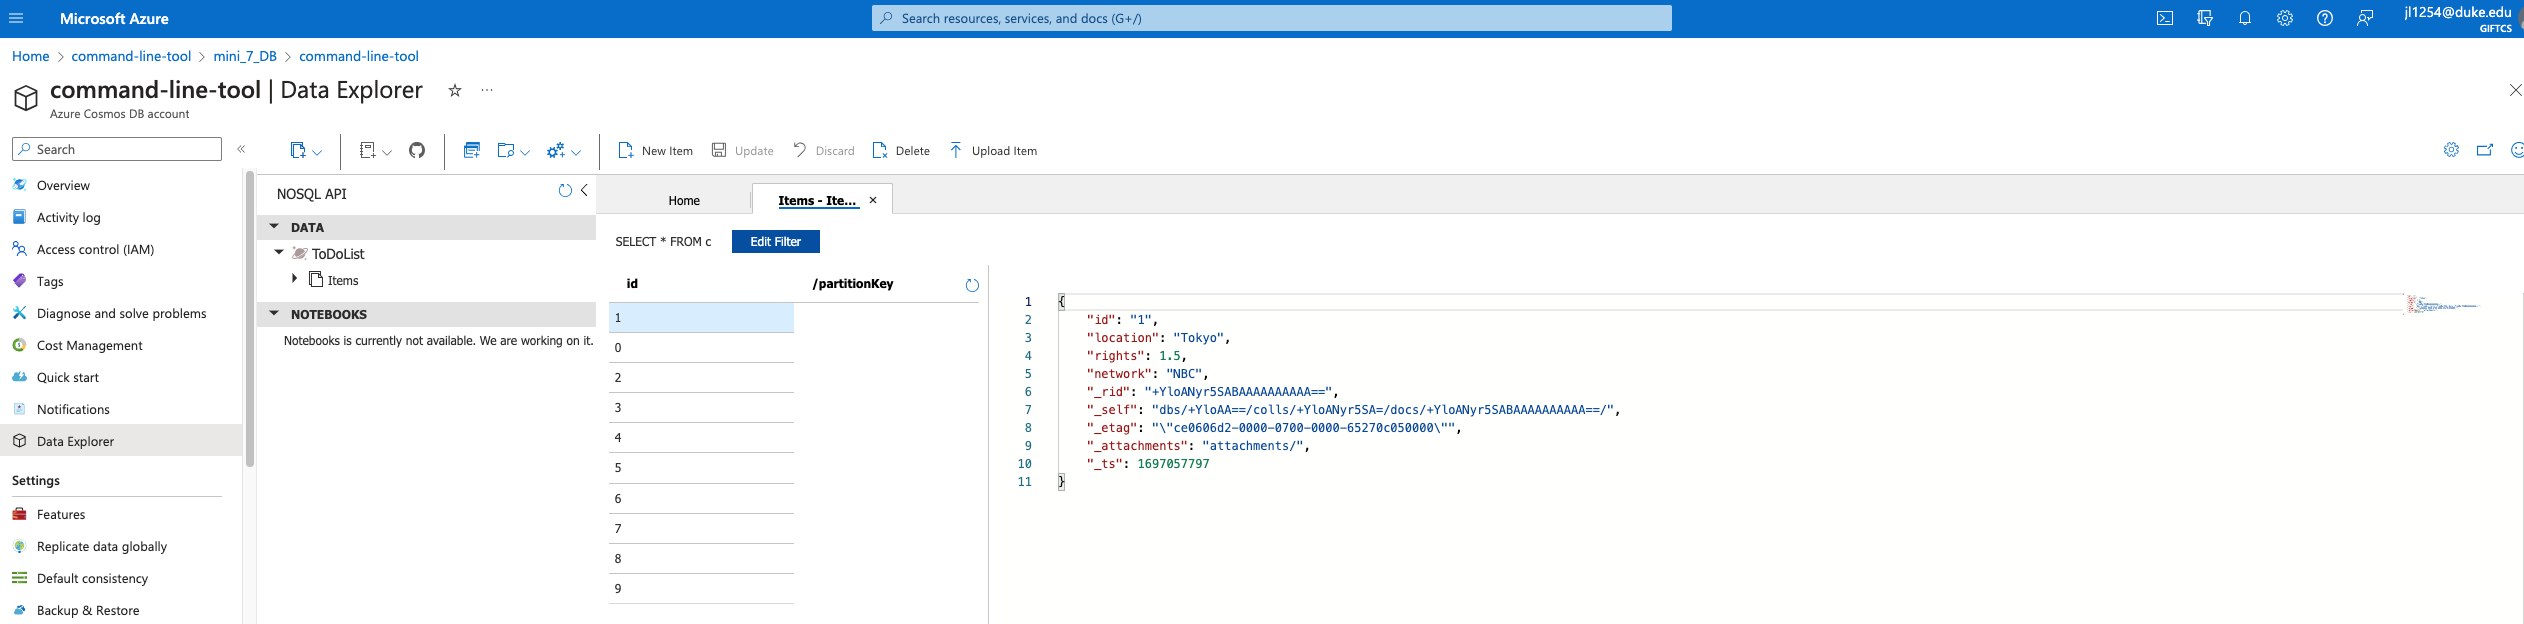 Microsoft Azure
Search resources, services, and docs (G+/)
jl1254@duke.edu
GIFTCS
Home > command-line-tool > mini_7_DB > command-line-tool
command-line-tool | Data Explorer
Azure Cosmos DB account
Search
New Item
Update
Discard
Delete
Upload Item
Overview
Activity log
Access control (IAM)
Tags
Diagnose and solve problems
Cost Management
Quick start
Notifications
Data Explorer
Settings
Features
Replicate data globally
Default consistency
Backup & Restore
NOSQL API
DATA
ToDoList
Items
NOTEBOOKS
Notebooks is currently not available. We are working on it.
Home
Items - Ite...
SELECT * FROM c
Edit Filter
id /partitionKey
1
0
2
3
4
5
6
7
8
9
1 {
2 "id": "1",
3 "location": "Tokyo",
4 "rights": 1.5,
5 "network": "NBC",
6 "_rid": "+YloANyr5SABAAAAAAAAAA==",
7 "_self": "dbs/+YloAA==/colls/+YloANyr5SA=/docs/+YloANyr5SABAAAAAAAAAA==/",
8 "_etag": "\"ce0606d2-0000-0700-0000-65270c050000\"",
9 "_attachments": "attachments/",
10 "_ts": 1697057797
11 }